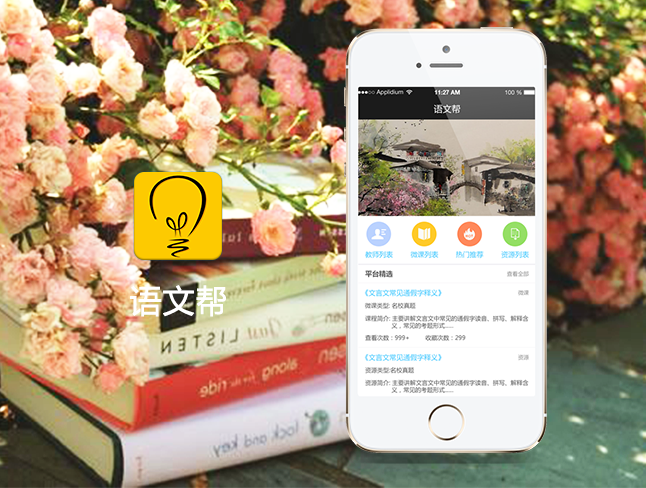 ●●●○○ Applidium
11:27 AM
100 %
语文帮
教师列表
微课列表
热门推荐
资源列表
平台精选
查看全部
《文言文常见通假字释义》
微课
微课类型: 名校真题
课程简介: 主要讲解文言文中常见的通假字读音、拼写、解释含
义,常见的考题形式.....
查看次数：999+ 收藏次数：299
《文言文常见通假字释义》
资源
资源类型:名校真题
资源简介: 主要讲解文言文中常见的通假字读音、拼写、解释含
义,常见的考题形式.....
语文帮
Just LISTEN
along for the ride
lock and key